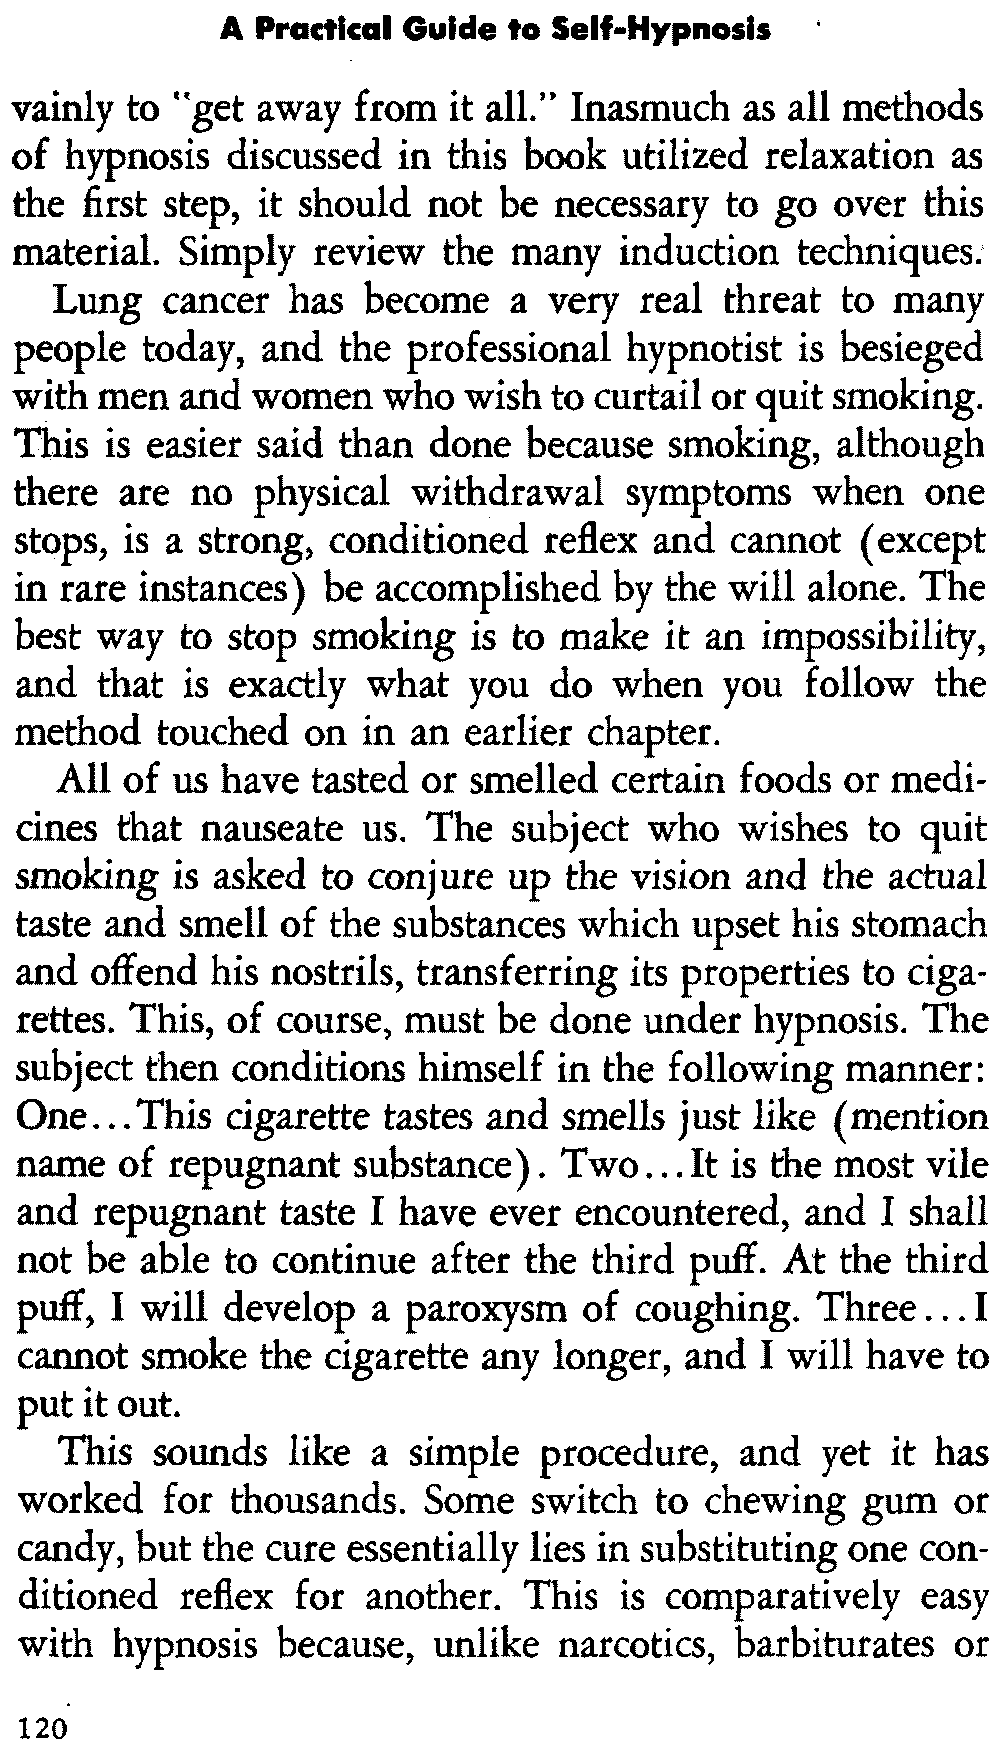 A Practical Guide to Self-Hypnosis
vainly to "get away from it all." Inasmuch as all methods
of hypnosis discussed in this book utilized relaxation as
the first step, it should not be necessary to go over this
material. Simply review the many induction techniques.
Lung cancer has become a very real threat to many
people today, and the professional hypnotist is besieged
with men and women who wish to curtail or quit smoking.
This is easier said than done because smoking, although
there are no physical withdrawal symptoms when one
stops, is a strong, conditioned reflex and cannot (except
in rare instances) be accomplished by the will alone. The
best way to stop smoking is to make it an impossibility,
and that is exactly what you do when you follow the
method touched on in an earlier chapter.
All of us have tasted or smelled certain foods or medi-
cines that nauseate us. The subject who wishes to quit
smoking is asked to conjure up the vision and the actual
taste and smell of the substances which upset his stomach
and offend his nostrils, transferring its properties to ciga-
rettes. This, of course, must be done under hypnosis. The
subject then conditions himself in the following manner:
One...This cigarette tastes and smells just like (mention
name of repugnant substance). Two...It is the most vile
and repugnant taste I have ever encountered, and I shall
not be able to continue after the third puff. At the third
puff, I will develop a paroxysm of coughing. Three...I
cannot smoke the cigarette any longer, and I will have to
put it out.
This sounds like a simple procedure, and yet it has
worked for thousands. Some switch to chewing gum or
candy, but the cure essentially lies in substituting one con-
ditioned reflex for another. This is comparatively easy
with hypnosis because, unlike narcotics, barbiturates or
120